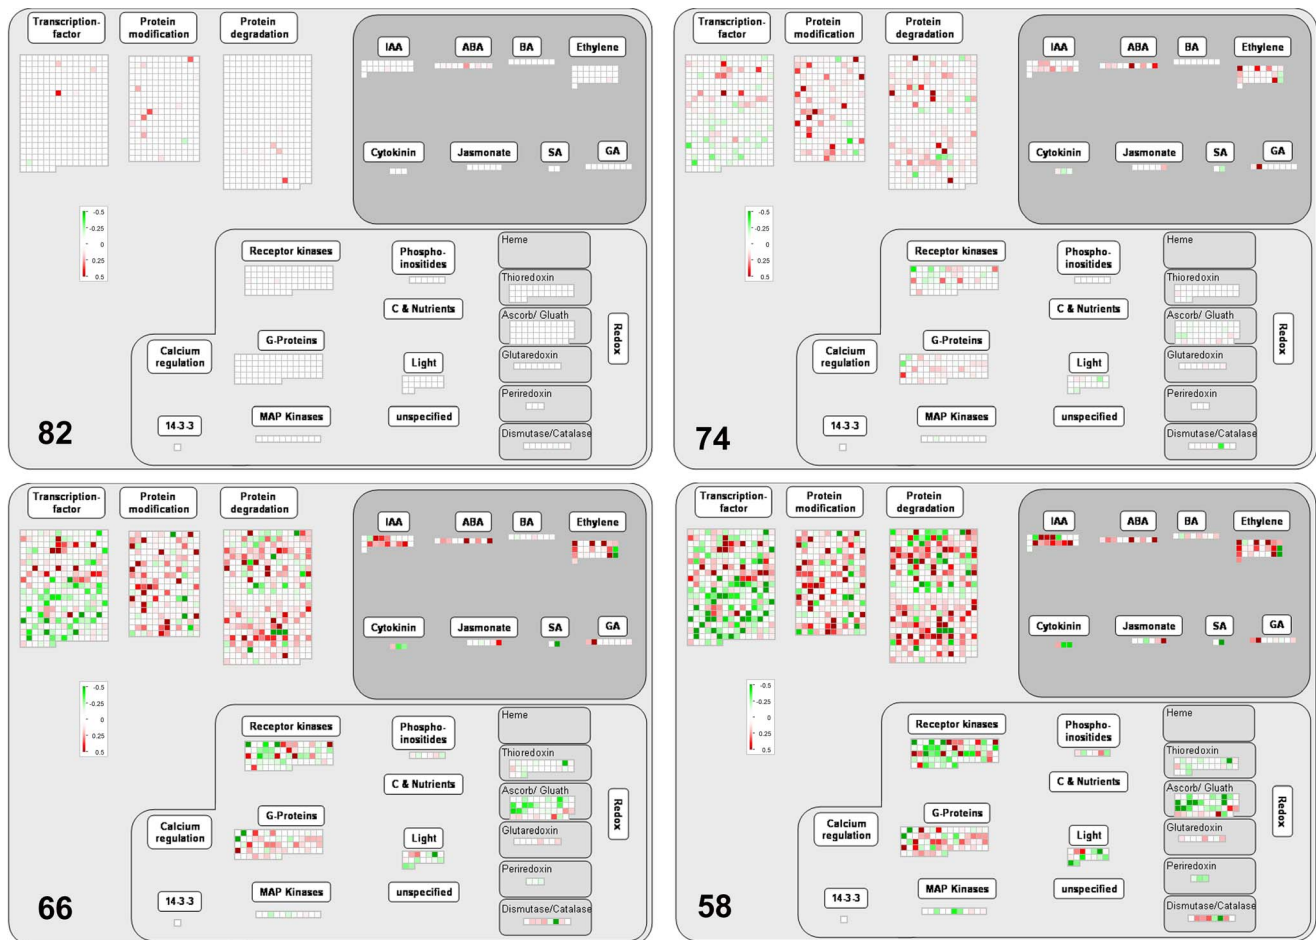 Transcription-
factor
Protein
modification
Protein
degradation
IAA
ABA
BA
Ethylene
Cytokinin
Jasmonate
SA
GA
-0.5
-0.25
0
0.25
0.5
Receptor kinases
Phospho-
inositides
C & Nutrients
Heme
Thioredoxin
Ascorb/ Gluath
Glutaredoxin
Periredoxin
Dismutase/Catalase
Redox
Calcium
regulation
G-Proteins
Light
14-3-3
MAP Kinases
unspecified
82
Transcription-
factor
Protein
modification
Protein
degradation
IAA
ABA
BA
Ethylene
Cytokinin
Jasmonate
SA
GA
-0.5
-0.25
0
0.25
0.5
Receptor kinases
Phospho-
inositides
C & Nutrients
Heme
Thioredoxin
Ascorb/ Gluath
Glutaredoxin
Periredoxin
Dismutase/Catalase
Redox
Calcium
regulation
G-Proteins
Light
14-3-3
MAP Kinases
unspecified
74
Transcription-
factor
Protein
modification
Protein
degradation
IAA
ABA
BA
Ethylene
Cytokinin
Jasmonate
SA
GA
-0.5
-0.25
0
0.25
0.5
Receptor kinases
Phospho-
inositides
C & Nutrients
Heme
Thioredoxin
Ascorb/ Gluath
Glutaredoxin
Periredoxin
Dismutase/Catalase
Redox
Calcium
regulation
G-Proteins
Light
14-3-3
MAP Kinases
unspecified
66
Transcription-
factor
Protein
modification
Protein
degradation
IAA
ABA
BA
Ethylene
Cytokinin
Jasmonate
SA
GA
-0.5
-0.25
0
0.25
0.5
Receptor kinases
Phospho-
inositides
C & Nutrients
Heme
Thioredoxin
Ascorb/ Gluath
Glutaredoxin
Periredoxin
Dismutase/Catalase
Redox
Calcium
regulation
G-Proteins
Light
14-3-3
MAP Kinases
unspecified
58